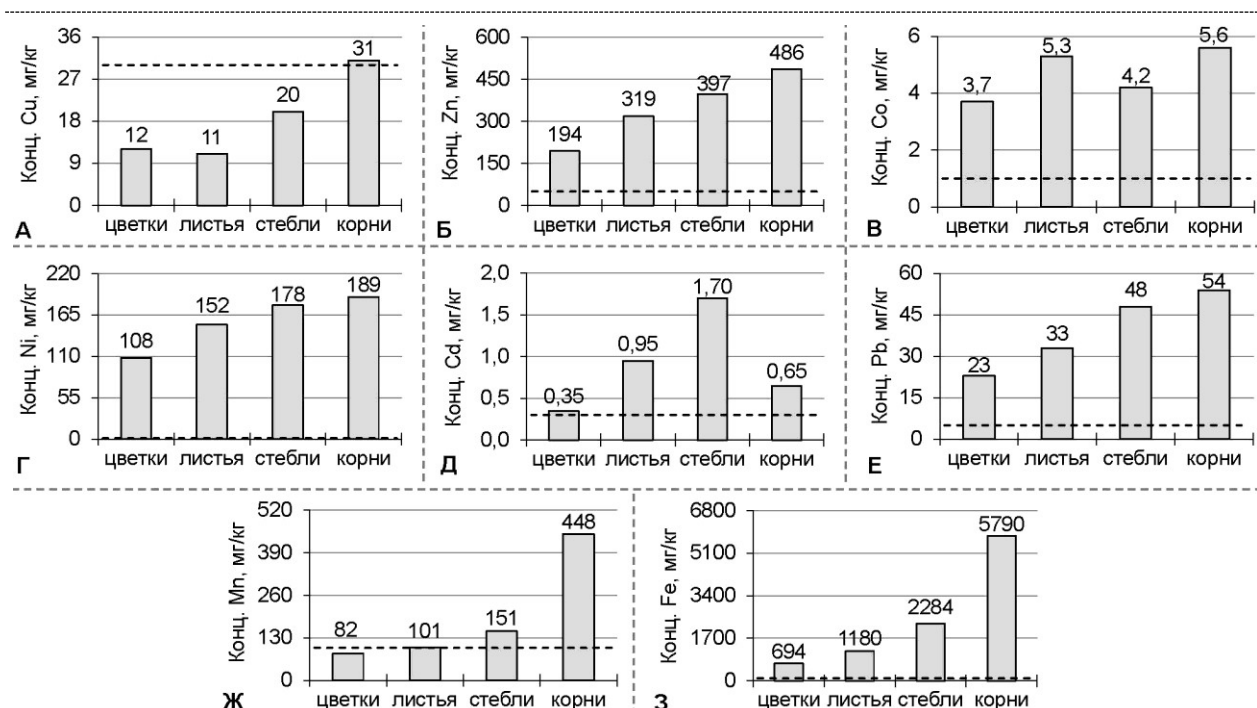 Конц. Cu, мг/кг
36
27
18
9
0
12
11
20
31
цветки листья стебли корни
А
Конц. Zn, мг/кг
600
450
300
150
0
194
319
397
486
цветки листья стебли корни
Б
Конц. Co, мг/кг
6
4
2
0
3,7
5,3
4,2
5,6
цветки листья стебли корни
В
Конц. Ni, мг/кг
220
165
110
55
0
108
152
178
189
цветки листья стебли корни
Г
Конц. Cd, мг/кг
2,0
1,5
1,0
0,5
0,0
0,35
0,95
1,70
0,65
цветки листья стебли корни
Д
Конц. Pb, мг/кг
60
45
30
15
0
23
33
48
54
цветки листья стебли корни
Е
Конц. Mn, мг/кг
520
390
260
130
0
82
101
151
448
цветки листья стебли корни
Ж
Конц. Fe, мг/кг
6800
5100
3400
1700
0
694
1180
2284
5790
цветки листья стебли корни
З